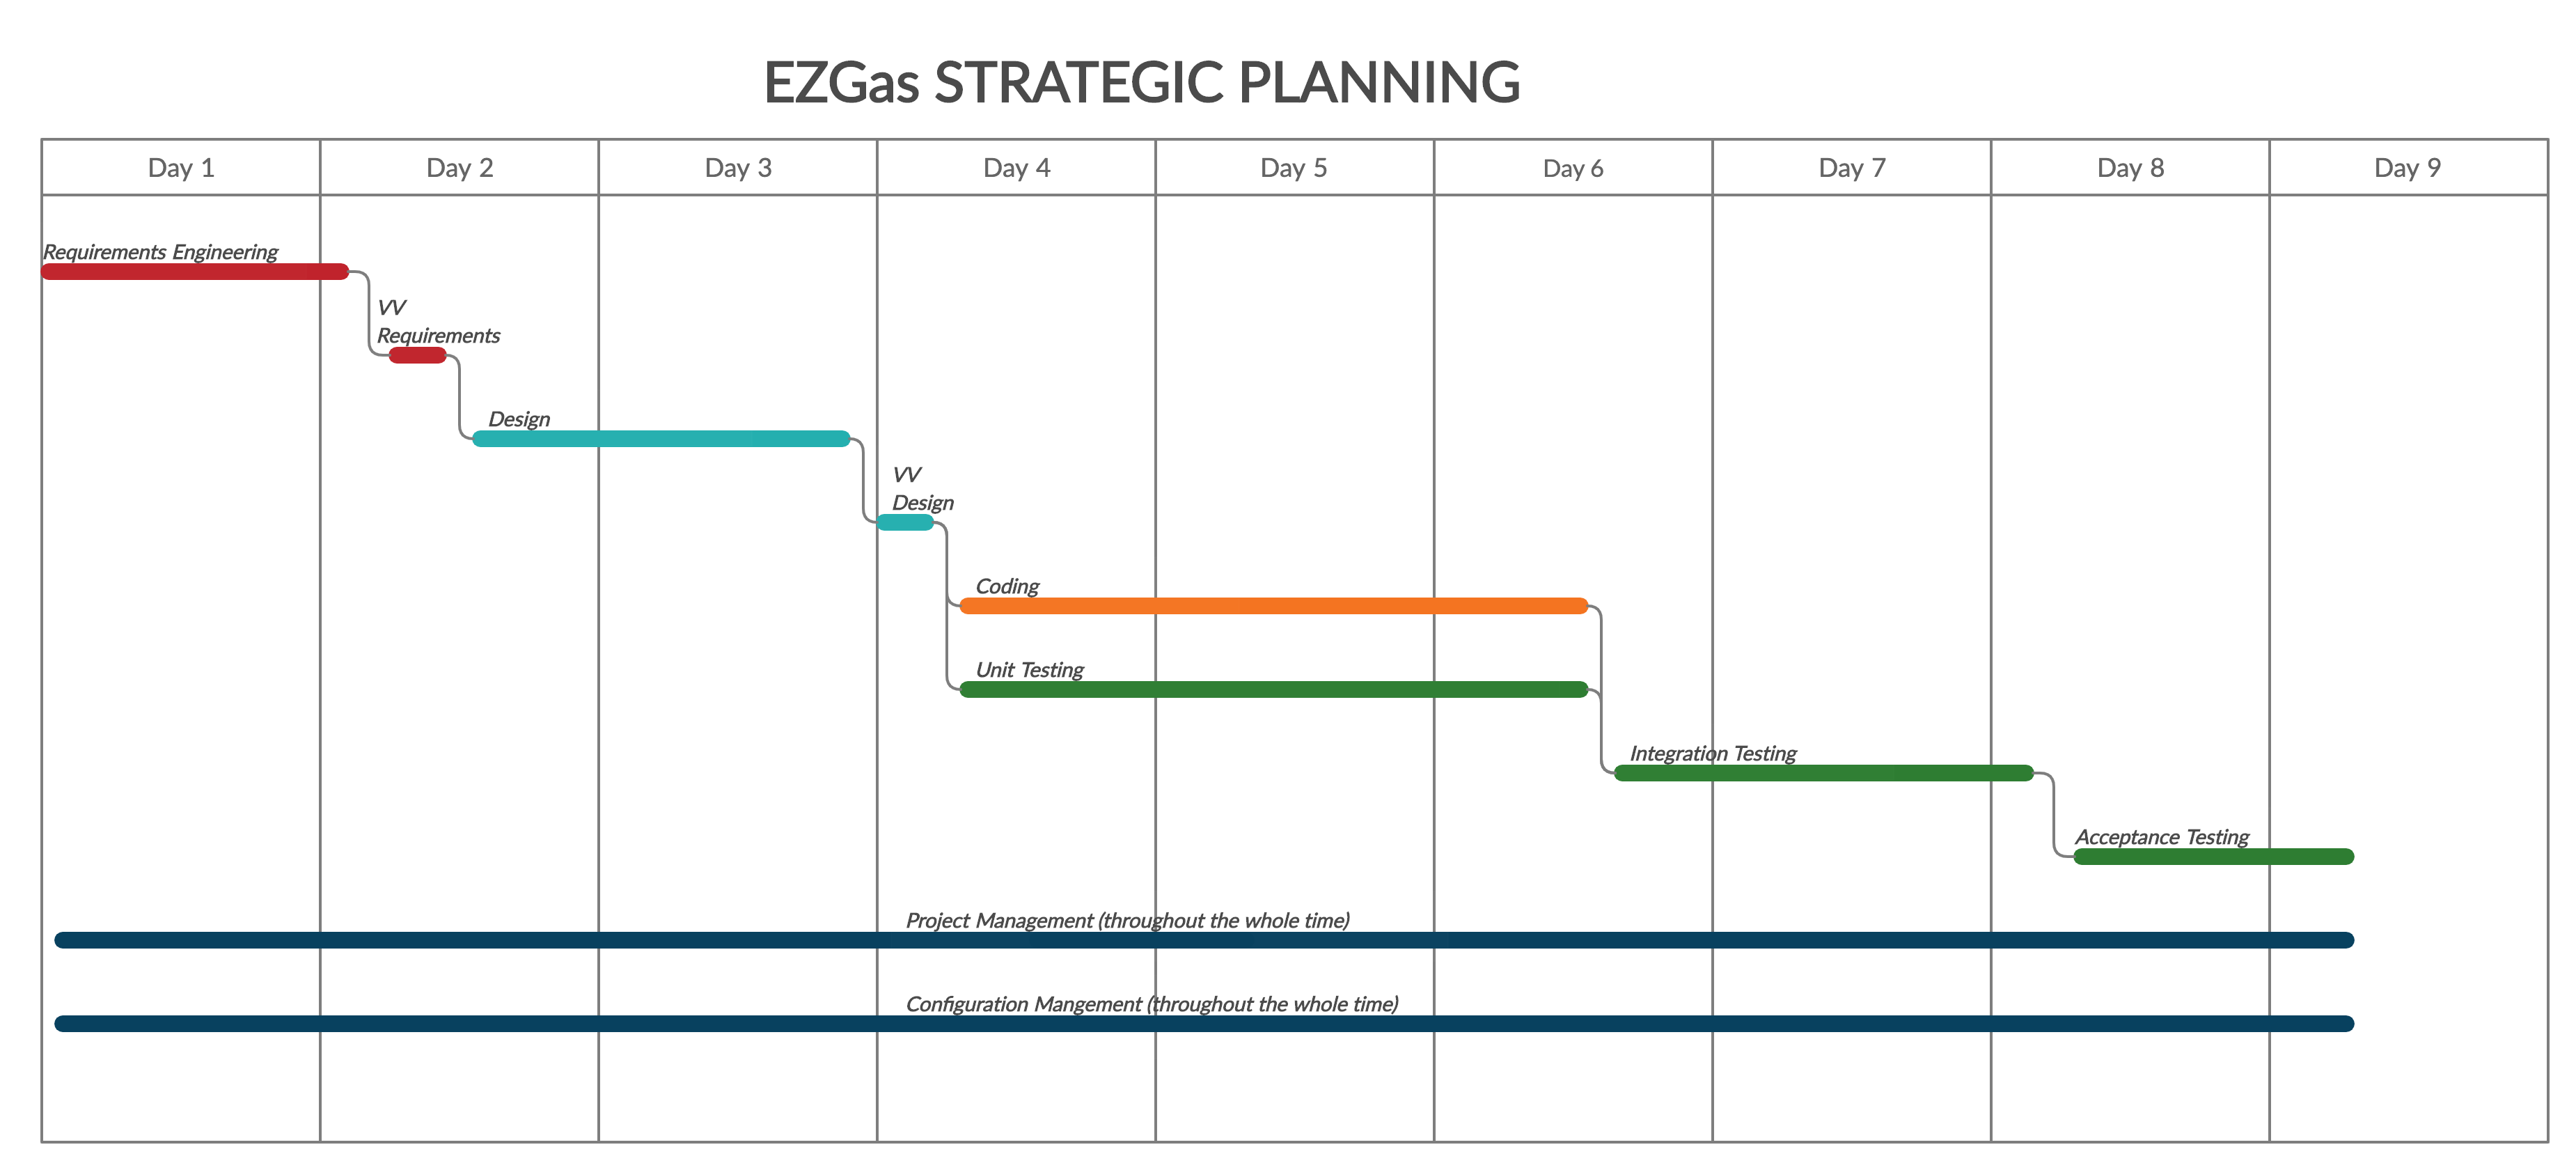 EZGas STRATEGIC PLANNING
Day 1
Day 2
Day 3
Day 4
Day 5
Day 6
Day 7
Day 8
Day 9
Requirements Engineering
VV
Requirements
Design
VV
Design
Coding
Unit Testing
Integration Testing
Acceptance Testing
Project Management (throughout the whole time)
Configuration Mangement (throughout the whole time)